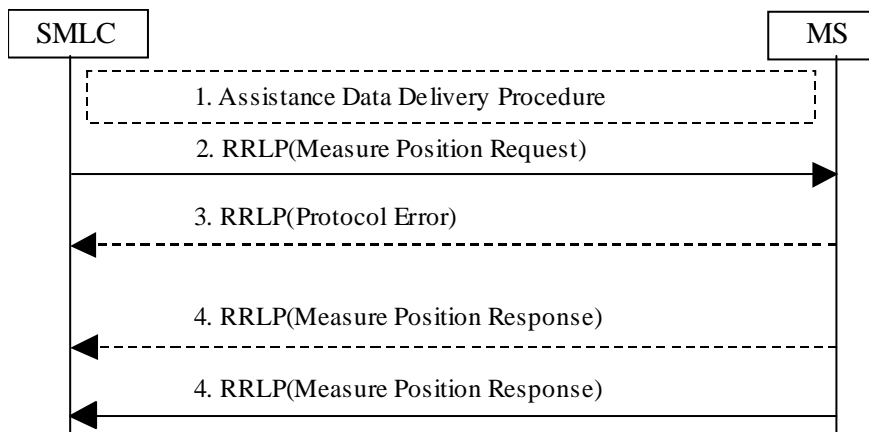 SMLC
MS
1. Assistance Data Delivery Procedure
2. RRLP(Measure Position Request)
3. RRLP(Protocol Error)
4. RRLP(Measure Position Response)
4. RRLP(Measure Position Response)